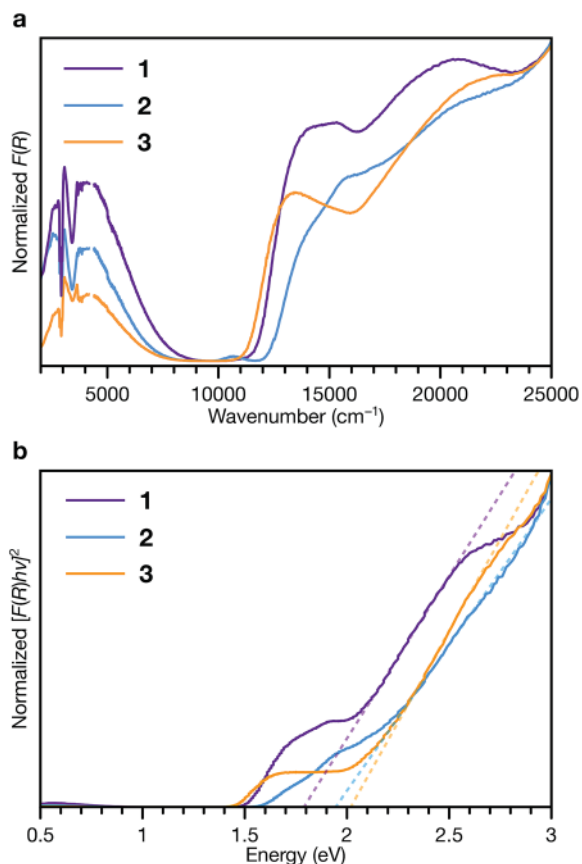 a
Normalized F(R)
1
2
3
5000 10000 15000 20000 25000
Wavenumber (cm⁻¹)
b
Normalized [F(R)hν]²
1
2
3
0.5 1 1.5 2 2.5 3
Energy (eV)